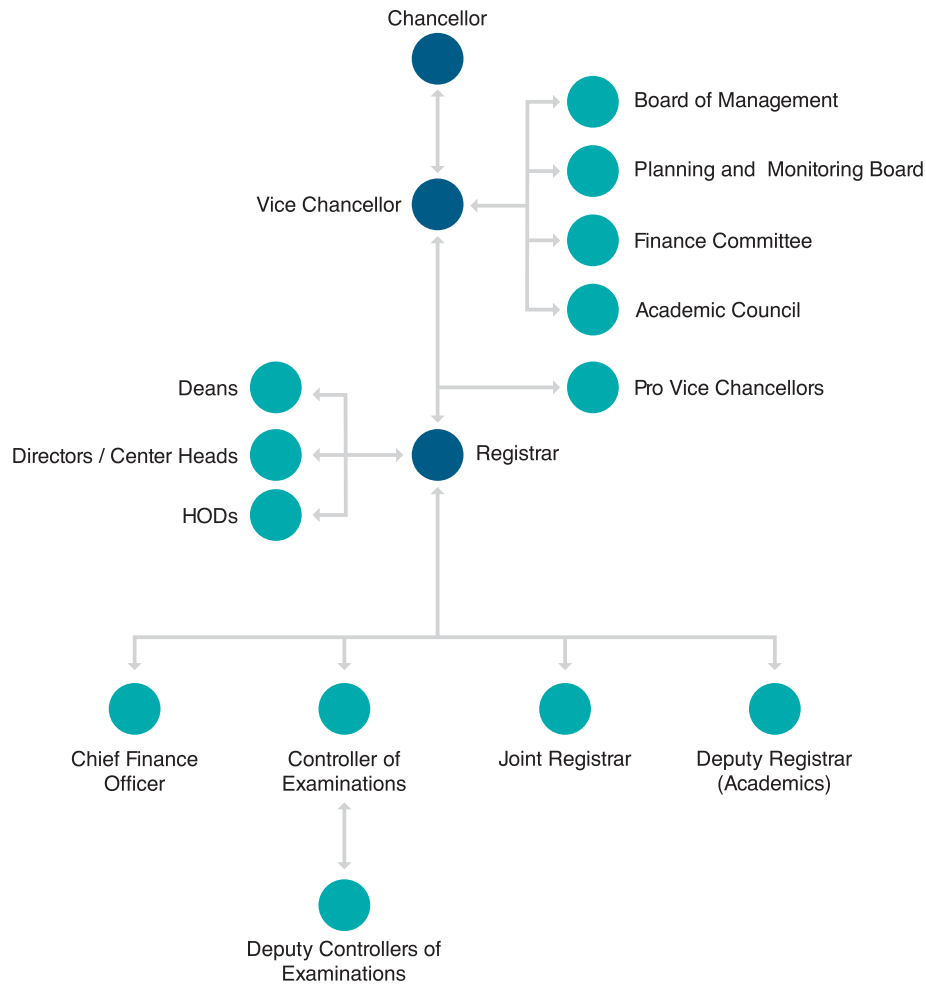 Chancellor
Board of Management
Planning and  Monitoring Board
Vice Chancellor
Finance Committee
Academic Council
Deans
Pro Vice Chancellors
Directors / Center Heads
Registrar
HODs
Chief Finance
Officer
Controller of
Examinations
Joint Registrar
Deputy Registrar
(Academics)
Deputy Controllers of
Examinations